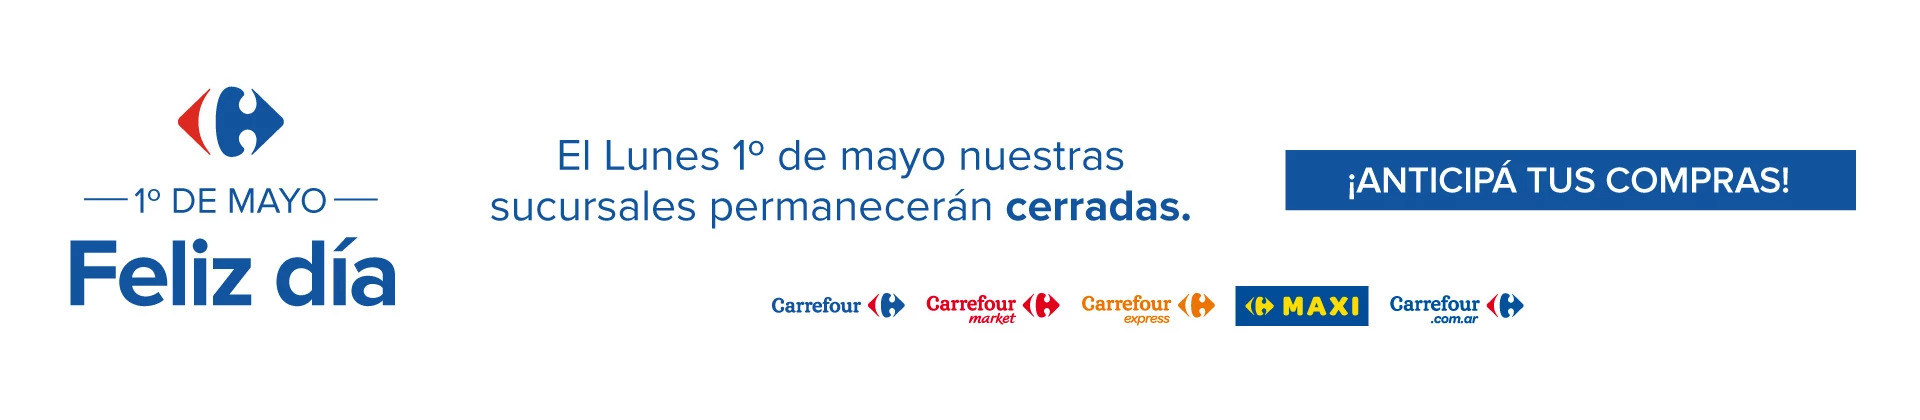 1º DE MAYO
Feliz día
El Lunes 1º de mayo nuestras
sucursales permanecerán cerradas.
¡ANTICIPÁ TUS COMPRAS!
Carrefour
Carrefour
market
Carrefour
express
MAXI
Carrefour
.com.ar